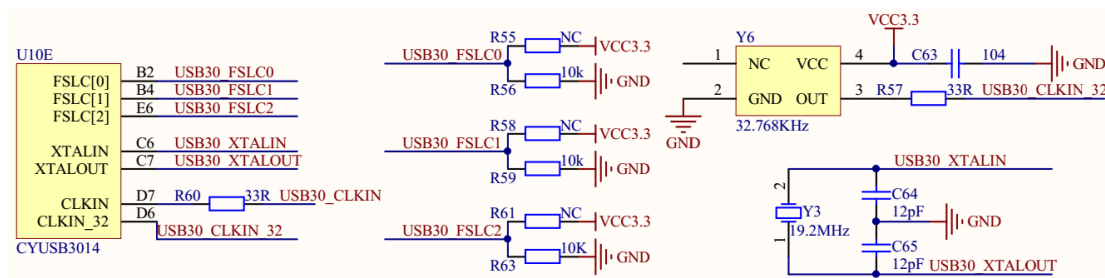 U10E
FSLC[0]
FSLC[1]
FSLC[2]
XTALIN
XTALOUT
CLKIN
CLKIN_32
B2
USB30_FSLC0
B4
USB30_FSLC1
E6
USB30_FSLC2
C6
USB30_XTALIN
C7
USB30_XTALOUT
D7
R60
33R
USB30_CLKIN
D6
USB30_CLKIN_32
CYUSB3014
USB30_FSLC0
R55
NC
VCC3.3
R56
10k
GND
USB30_FSLC1
R58
NC
VCC3.3
R59
10k
GND
USB30_FSLC2
R61
NC
VCC3.3
R63
10K
GND
Y6
1
NC
VCC
4
2
GND
OUT
3
32.768KHz
GND
VCC3.3
C63
104
GND
R57
33R
USB30_CLKIN_32
USB30_XTALIN
2
Y3
1
19.2MHz
C64
12pF
GND
C65
12pF
USB30_XTALOUT